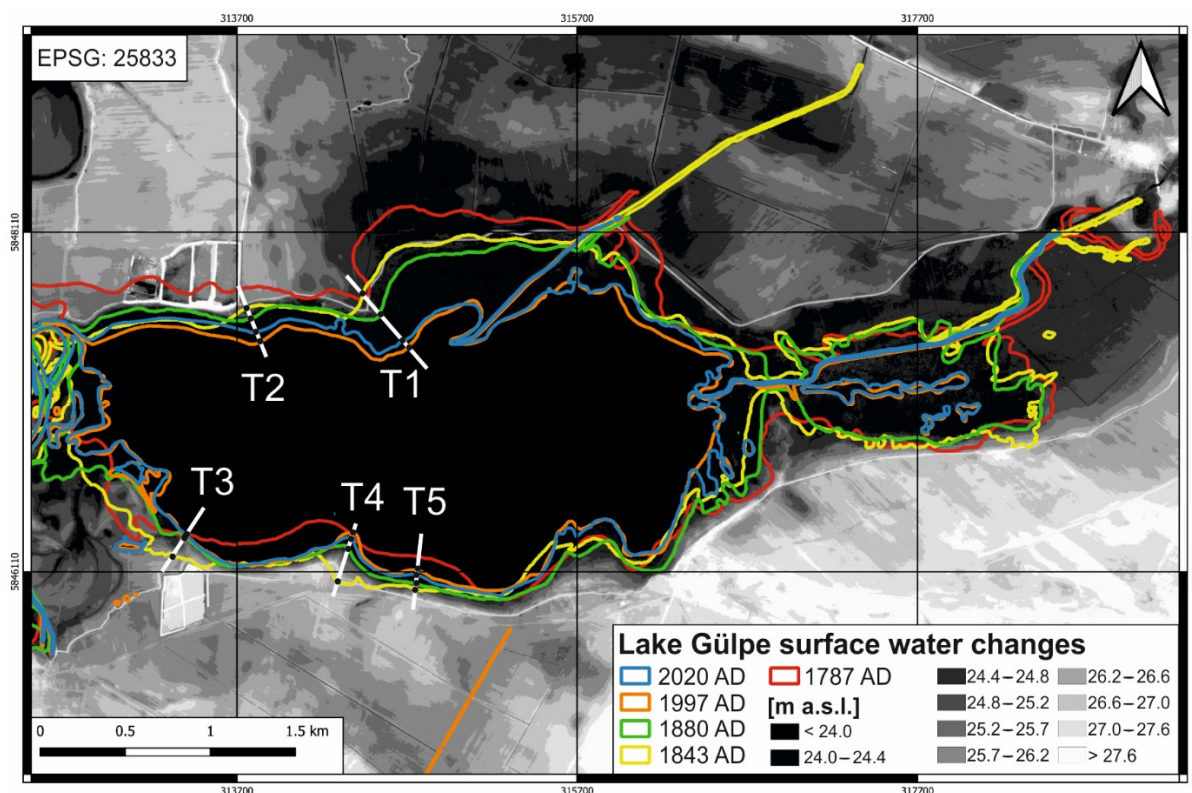 313700 315700 317700
EPSG: 25833
5848110
T2
T1
T3
T4
T5
5846110
Lake Gülpe surface water changes
2020 AD 1787 AD 24.4–24.8 26.2–26.6
1997 AD [m a.s.l.] 24.8–25.2 26.6–27.0
1880 AD < 24.0 25.2–25.7 27.0–27.6
1843 AD 24.0–24.4 25.7–26.2 > 27.6
0 0.5 1 1.5 km
313700 315700 317700